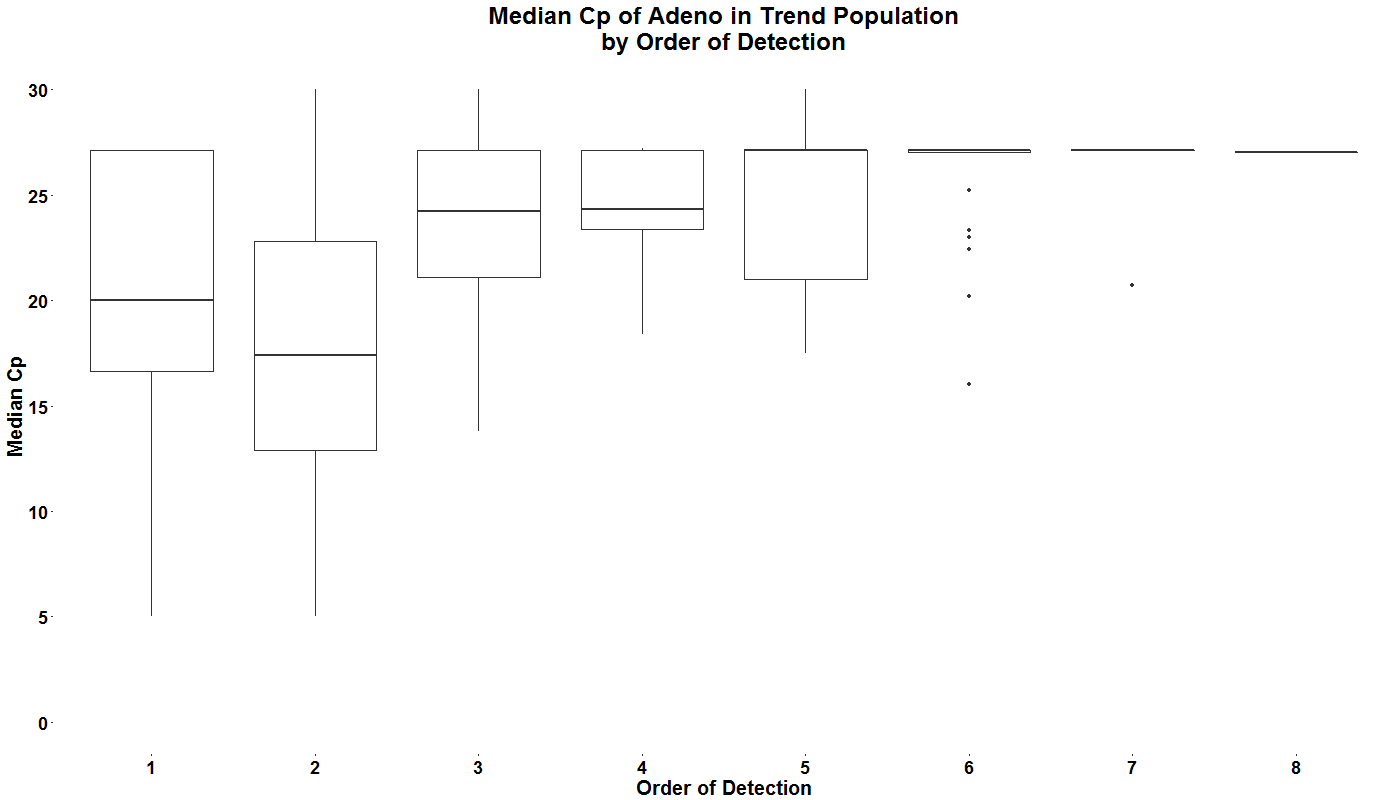 Median Cp of Adeno in Trend Population
by Order of Detection
Median Cp
30
25
20
15
10
5
0
1 2 3 4 5 6 7 8
Order of Detection